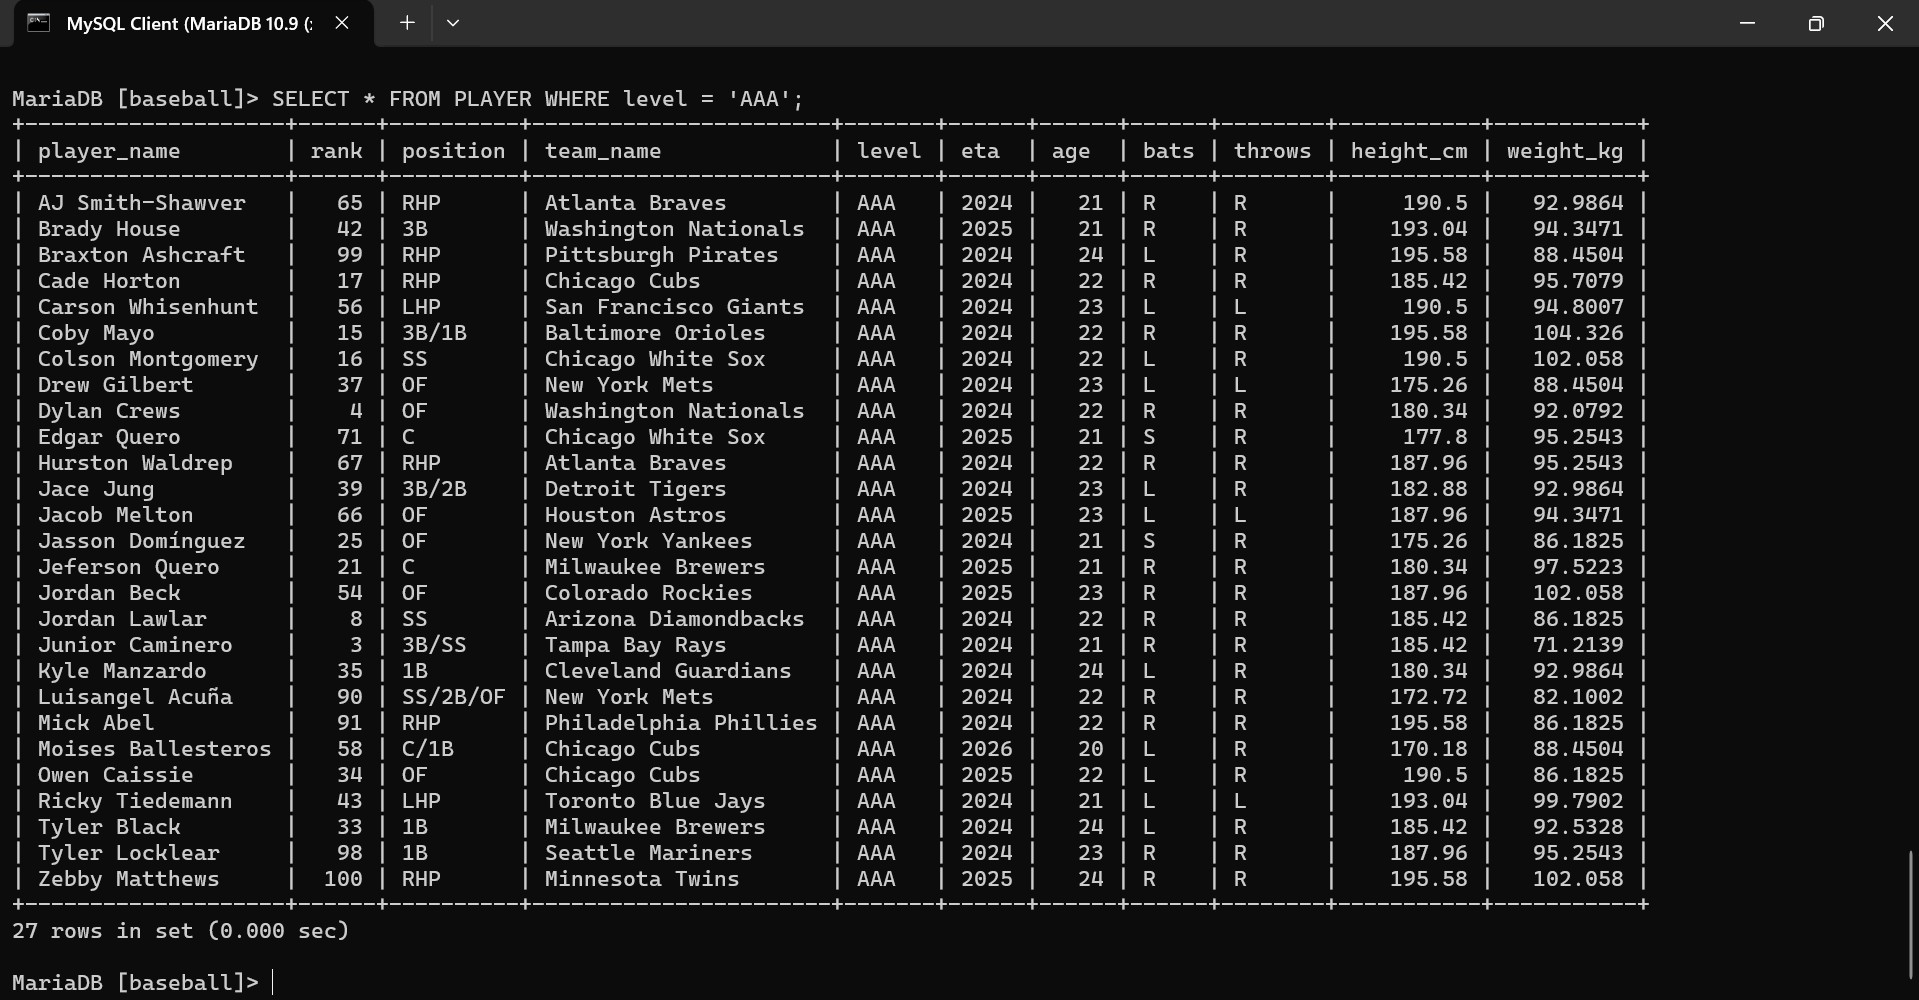 MySQL Client (MariaDB 10.9 (
MariaDB [baseball]> SELECT * FROM PLAYER WHERE level = 'AAA';
+--------------------+------+----------+-----------------------+-------+------+------+------+--------+-----------+-----------+
| player_name        | rank | position | team_name             | level | eta  | age  | bats | throws | height_cm | weight_kg |
+--------------------+------+----------+-----------------------+-------+------+------+------+--------+-----------+-----------+
| AJ Smith-Shawver   |   65 | RHP      | Atlanta Braves        | AAA   | 2024 |   21 | R    | R      |     190.5 |   92.9864 |
| Brady House        |   42 | 3B       | Washington Nationals  | AAA   | 2025 |   21 | R    | R      |    193.04 |   94.3471 |
| Braxton Ashcraft   |   99 | RHP      | Pittsburgh Pirates    | AAA   | 2024 |   24 | L    | R      |    195.58 |   88.4504 |
| Cade Horton        |   17 | RHP      | Chicago Cubs          | AAA   | 2024 |   22 | R    | R      |    185.42 |   95.7079 |
| Carson Whisenhunt  |   56 | LHP      | San Francisco Giants  | AAA   | 2024 |   23 | L    | L      |     190.5 |   94.8007 |
| Coby Mayo          |   15 | 3B/1B    | Baltimore Orioles     | AAA   | 2024 |   22 | R    | R      |    195.58 |   104.326 |
| Colson Montgomery  |   16 | SS       | Chicago White Sox     | AAA   | 2024 |   22 | L    | R      |     190.5 |   102.058 |
| Drew Gilbert       |   37 | OF       | New York Mets         | AAA   | 2024 |   23 | L    | L      |    175.26 |   88.4504 |
| Dylan Crews        |    4 | OF       | Washington Nationals  | AAA   | 2024 |   22 | R    | R      |    180.34 |   92.0792 |
| Edgar Quero        |   71 | C        | Chicago White Sox     | AAA   | 2025 |   21 | S    | R      |     177.8 |   95.2543 |
| Hurston Waldrep    |   67 | RHP      | Atlanta Braves        | AAA   | 2024 |   22 | R    | R      |    187.96 |   95.2543 |
| Jace Jung          |   39 | 3B/2B    | Detroit Tigers        | AAA   | 2024 |   23 | L    | R      |    182.88 |   92.9864 |
| Jacob Melton       |   66 | OF       | Houston Astros        | AAA   | 2025 |   23 | L    | L      |    187.96 |   94.3471 |
| Jasson Domínguez   |   25 | OF       | New York Yankees      | AAA   | 2024 |   21 | S    | R      |    175.26 |   86.1825 |
| Jeferson Quero     |   21 | C        | Milwaukee Brewers     | AAA   | 2025 |   21 | R    | R      |    180.34 |   97.5223 |
| Jordan Beck        |   54 | OF       | Colorado Rockies      | AAA   | 2025 |   23 | R    | R      |    187.96 |   102.058 |
| Jordan Lawlar      |    8 | SS       | Arizona Diamondbacks  | AAA   | 2024 |   22 | R    | R      |    185.42 |   86.1825 |
| Junior Caminero    |    3 | 3B/SS    | Tampa Bay Rays        | AAA   | 2024 |   21 | R    | R      |    185.42 |   71.2139 |
| Kyle Manzardo      |   35 | 1B       | Cleveland Guardians   | AAA   | 2024 |   24 | L    | R      |    180.34 |   92.9864 |
| Luisangel Acuña    |   90 | SS/2B/OF | New York Mets         | AAA   | 2024 |   22 | R    | R      |    172.72 |   82.1002 |
| Mick Abel          |   91 | RHP      | Philadelphia Phillies | AAA   | 2024 |   22 | R    | R      |    195.58 |   86.1825 |
| Moises Ballesteros |   58 | C/1B     | Chicago Cubs          | AAA   | 2026 |   20 | L    | R      |    170.18 |   88.4504 |
| Owen Caissie       |   34 | OF       | Chicago Cubs          | AAA   | 2025 |   22 | L    | R      |     190.5 |   86.1825 |
| Ricky Tiedemann    |   43 | LHP      | Toronto Blue Jays     | AAA   | 2024 |   21 | L    | L      |    193.04 |   99.7902 |
| Tyler Black        |   33 | 1B       | Milwaukee Brewers     | AAA   | 2024 |   24 | L    | R      |    185.42 |   92.5328 |
| Tyler Locklear     |   98 | 1B       | Seattle Mariners      | AAA   | 2024 |   23 | R    | R      |    187.96 |   95.2543 |
| Zebby Matthews     |  100 | RHP      | Minnesota Twins       | AAA   | 2025 |   24 | R    | R      |    195.58 |   102.058 |
+--------------------+------+----------+-----------------------+-------+------+------+------+--------+-----------+-----------+
27 rows in set (0.000 sec)
MariaDB [baseball]>